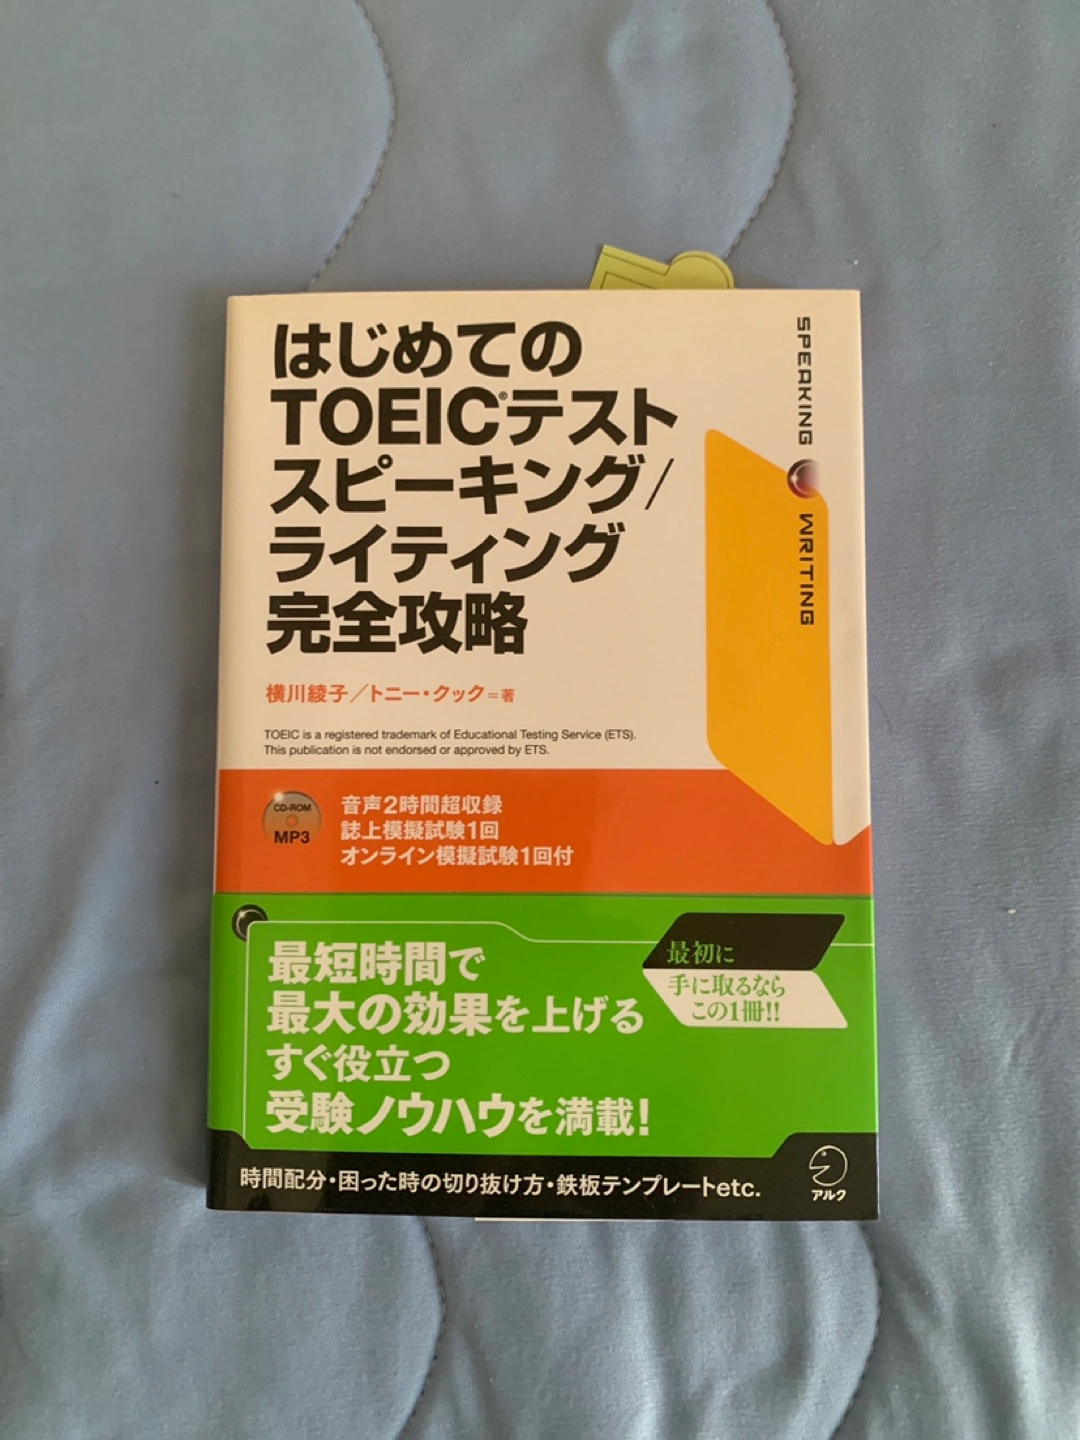 はじめての
TOEIC®テスト
スピーキング/
ライティング
完全攻略
横川綾子/トニー・クック=著
TOEIC is a registered trademark of Educational Testing Service (ETS).
This publication is not endorsed or approved by ETS.
SPEAKING
WRITING
CD-ROM
MP3
音声2時間超収録
誌上模擬試験1回
オンライン模擬試験1回付
最初に
手に取るなら
この1冊!!
最短時間で
最大の効果を上げる
すぐ役立つ
受験ノウハウを満載!
時間配分・困った時の切り抜け方・鉄板テンプレートetc.
アルク